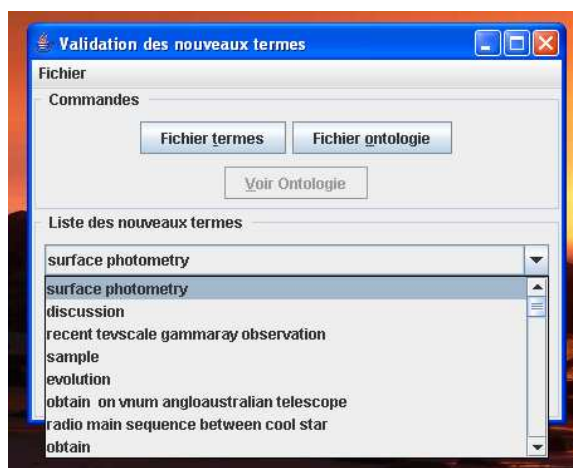 Validation des nouveaux termes
Fichier
Commandes
Fichier termes Fichier ontologie
Voir Ontologie
Liste des nouveaux termes
surface photometry
surface photometry
discussion
recent tevscale gammaray observation
sample
evolution
obtain on vnum angloaustralian telescope
radio main sequence between cool star
obtain